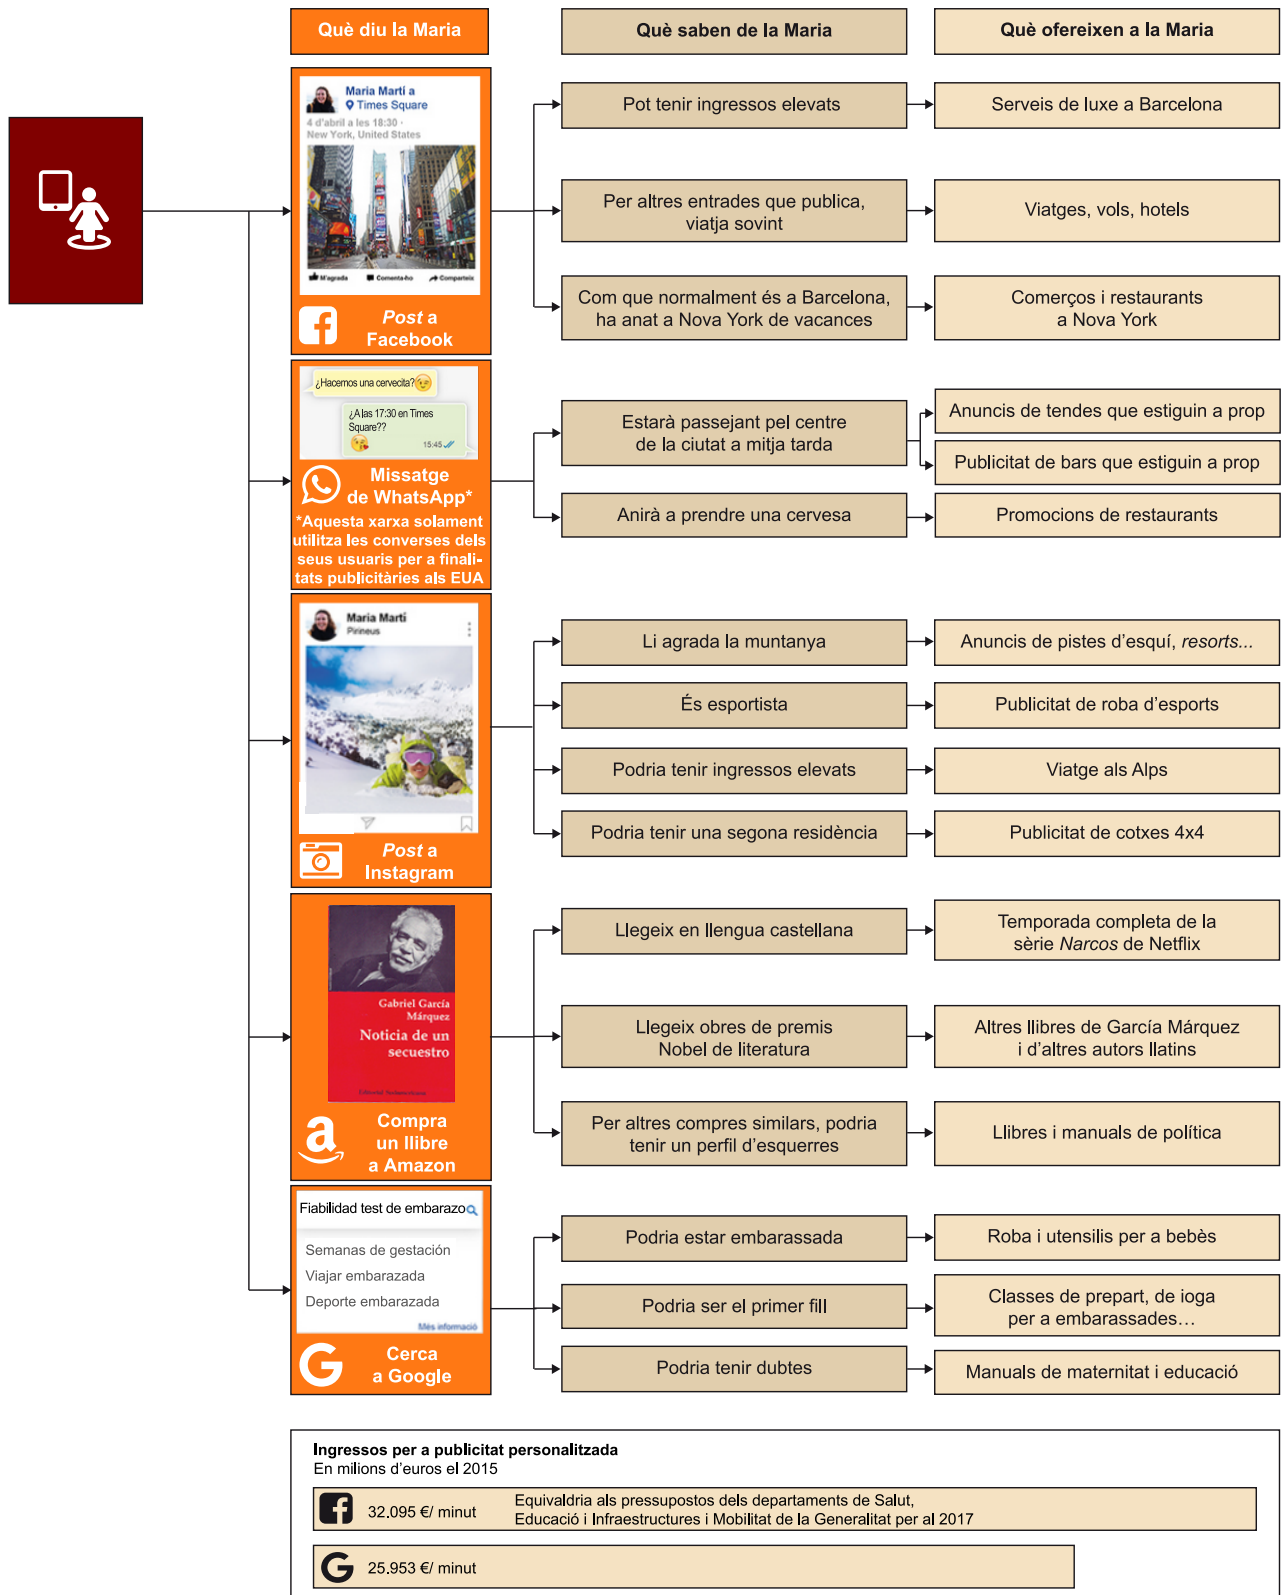 Què diu la Maria
Què saben de la Maria
Què ofereixen a la Maria
Maria Martí a
Times Square
4 d'abril a les 18:30 ·
New York, United States
M'agrada
Comenta-ho
Comparteix
Post a
Facebook
Pot tenir ingressos elevats
Serveis de luxe a Barcelona
Per altres entrades que publica,
viatja sovint
Viatges, vols, hotels
Com que normalment és a Barcelona,
ha anat a Nova York de vacances
Comerços i restaurants
a Nova York
¿Hacemos una cervecita?
¿A las 17:30 en Times
Square??
15:45
Missatge
de WhatsApp*
*Aquesta xarxa solament
utilitza les converses dels
seus usuaris per a finali-
tats publicitàries als EUA
Estarà passejant pel centre
de la ciutat a mitja tarda
Anuncis de tendes que estiguin a prop
Publicitat de bars que estiguin a prop
Anirà a prendre una cervesa
Promocions de restaurants
Maria Martí
Pirineus
Post a
Instagram
Li agrada la muntanya
Anuncis de pistes d'esquí, resorts...
És esportista
Publicitat de roba d'esports
Podria tenir ingressos elevats
Viatge als Alps
Podria tenir una segona residència
Publicitat de cotxes 4x4
Gabriel García
Márquez
Noticia de un
secuestro
Editorial Sudamericana
Compra
un llibre
a Amazon
Llegeix en llengua castellana
Temporada completa de la
sèrie Narcos de Netflix
Llegeix obres de premis
Nobel de literatura
Altres llibres de García Márquez
i d'altres autors llatins
Per altres compres similars, podria
tenir un perfil d'esquerres
Llibres i manuals de política
Fiabilidad test de embarazo
Semanas de gestación
Viajar embarazada
Deporte embarazada
Més informació
Cerca
a Google
Podria estar embarassada
Roba i utensilis per a bebès
Podria ser el primer fill
Classes de prepart, de ioga
per a embarassades…
Podria tenir dubtes
Manuals de maternitat i educació
Ingressos per a publicitat personalitzada
En milions d'euros el 2015
32.095 €/ minut
Equivaldria als pressupostos dels departaments de Salut,
Educació i Infraestructures i Mobilitat de la Generalitat per al 2017
25.953 €/ minut